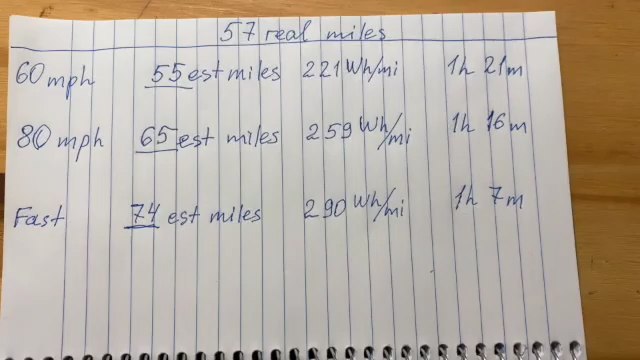 57 real miles
60 mph 55 est miles 221 Wh/mi 1h 21m
80 mph 65 est miles 259 Wh/mi 1h 16m
Fast 74 est miles 290 Wh/mi 1h 7m